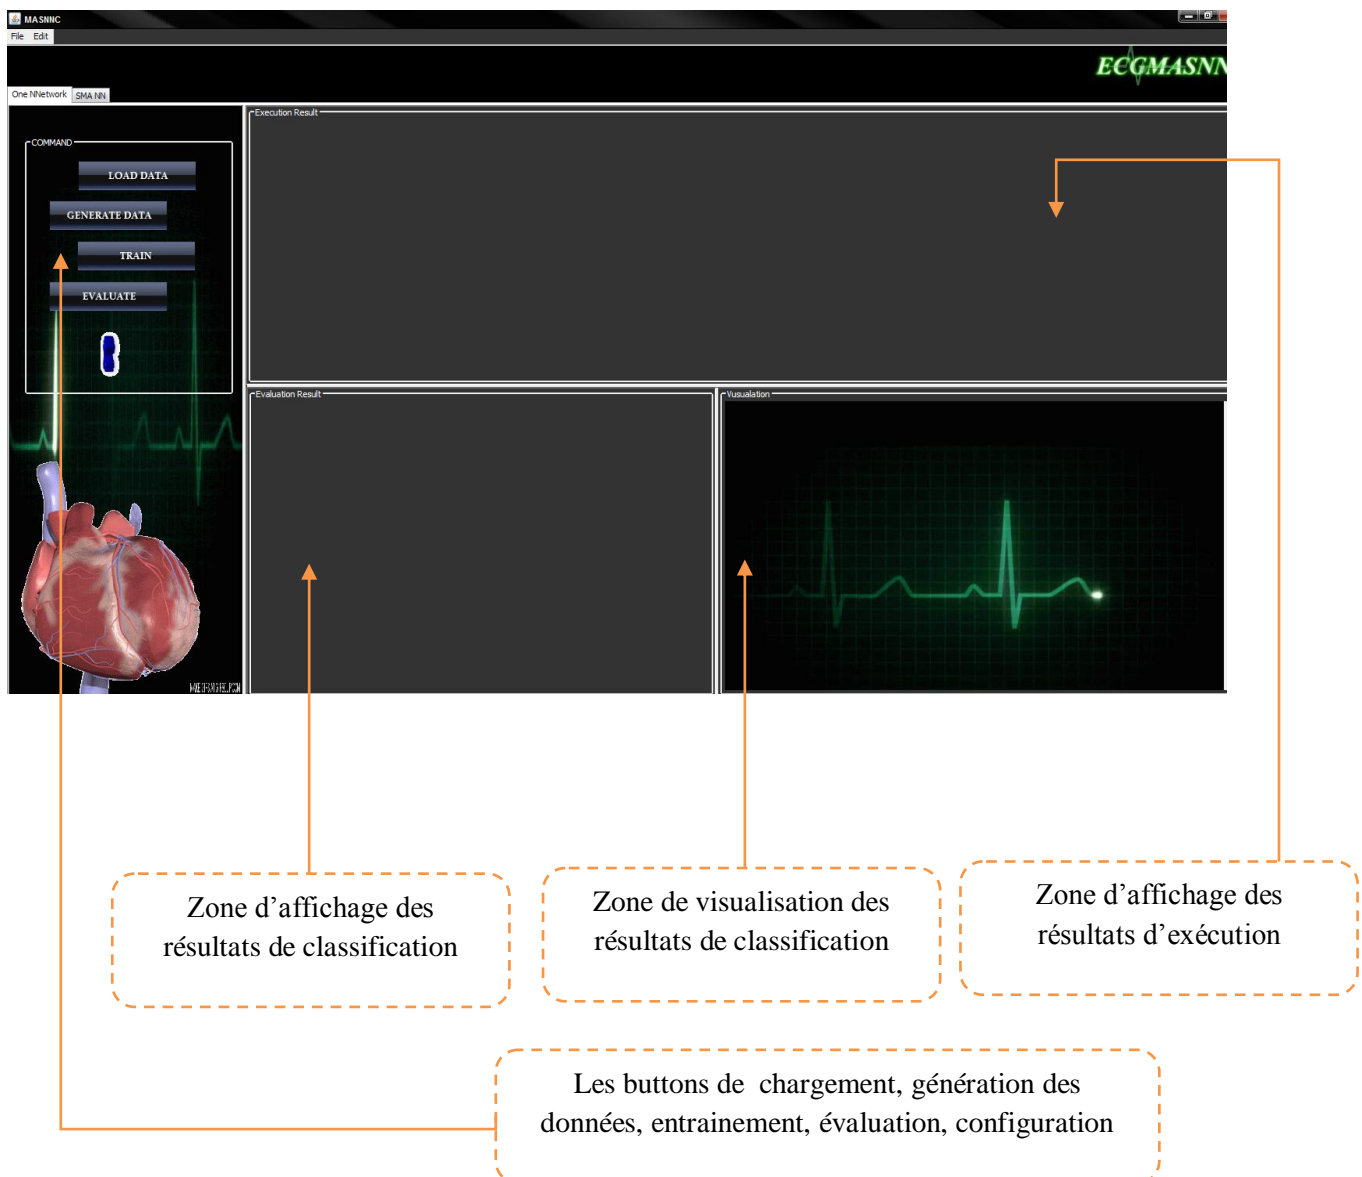 MASNNC
File Edit
ECGMASNN
One NNetwork SMA NN
Execution Result
COMMAND
LOAD DATA
GENERATE DATA
TRAIN
EVALUATE
Evaluation Result
Vusualation
Zone d’affichage des
résultats de classification
Zone de visualisation des
résultats de classification
Zone d’affichage des
résultats d’exécution
Les buttons de chargement, génération des
données, entrainement, évaluation, configuration